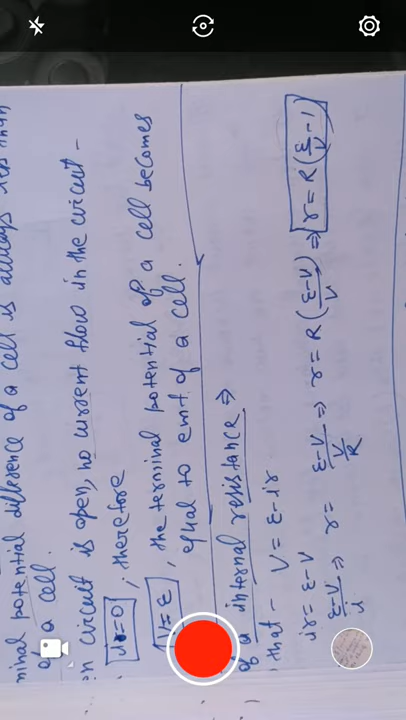 minal potential difference of a cell is always less than
of a cell.
n circuit is open, no current flow in the circuit -
ir=0, therefore
V=ε, the terminal potential of a cell becomes
equal to emf of a cell.
of a internal resistance ⇒
that - V = ε-ir
ir = ε-V
ε-V/i ⇒ r = ε-V/V/R ⇒ r = R(ε-V/V) ⇒ r = R(ε/V -1)